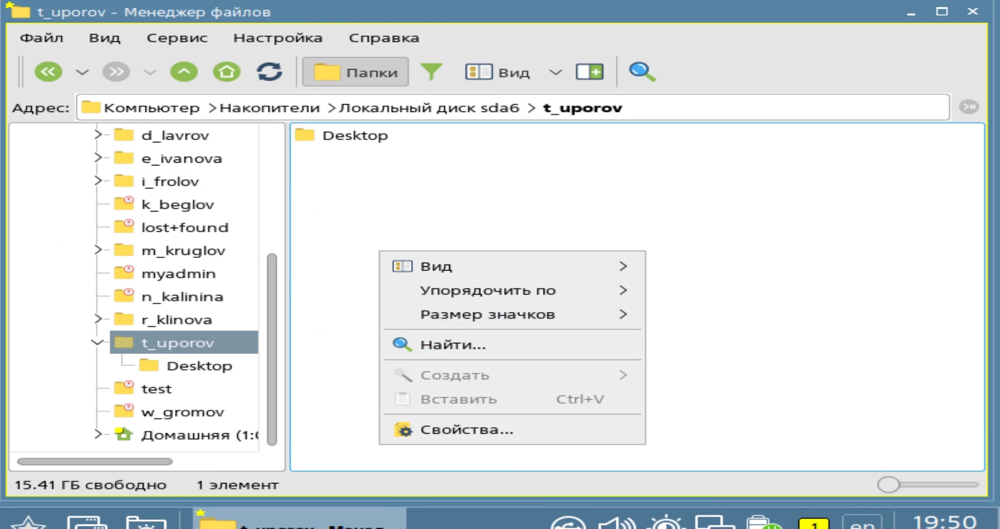 t_uporov – Менеджер файлов
Файл Вид Сервис Настройка Справка
Папки Вид
Адрес: Компьютер >Накопители >Локальный диск sda6 > t_uporov
d_lavrov
e_ivanova
i_frolov
k_beglov
lost+found
m_kruglov
myadmin
n_kalinina
r_klinova
t_uporov
Desktop
test
w_gromov
Домашняя (1:
Desktop
Вид
Упорядочить по
Размер значков
Найти...
Создать
Вставить Ctrl+V
Свойства...
15.41 ГБ свободно 1 элемент
t_uporov – Менед
1 en 19:50